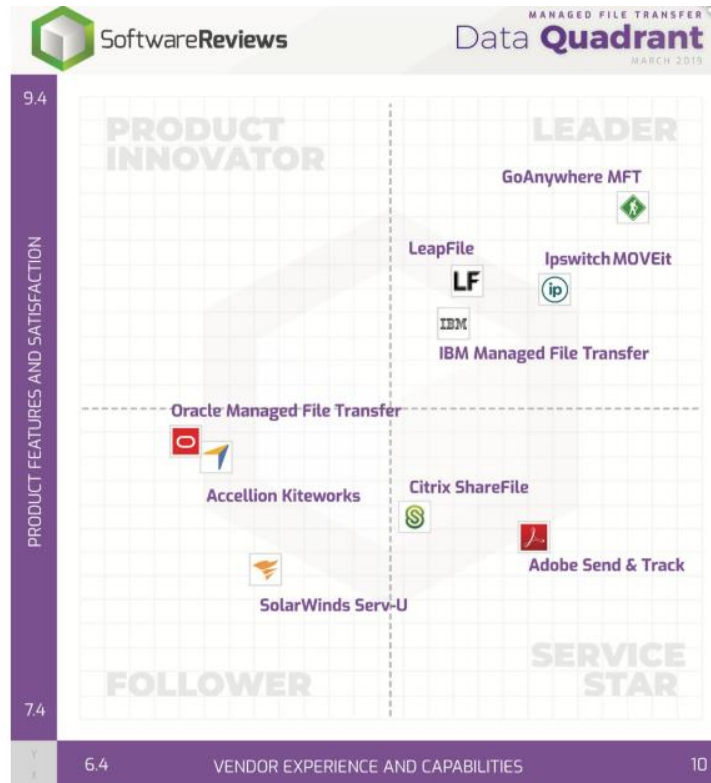 SoftwareReviews
MANAGED FILE TRANSFER
Data Quadrant
MARCH 2019
9.4
PRODUCT
INNOVATOR
LEADER
GoAnywhere MFT
LeapFile
LF
Ipswitch MOVEit
ip
IBM
IBM Managed File Transfer
PRODUCT FEATURES AND SATISFACTION
Oracle Managed File Transfer
Accellion Kiteworks
Citrix ShareFile
Adobe Send & Track
SolarWinds Serv-U
FOLLOWER
SERVICE
STAR
7.4
Y
X
6.4
VENDOR EXPERIENCE AND CAPABILITIES
10